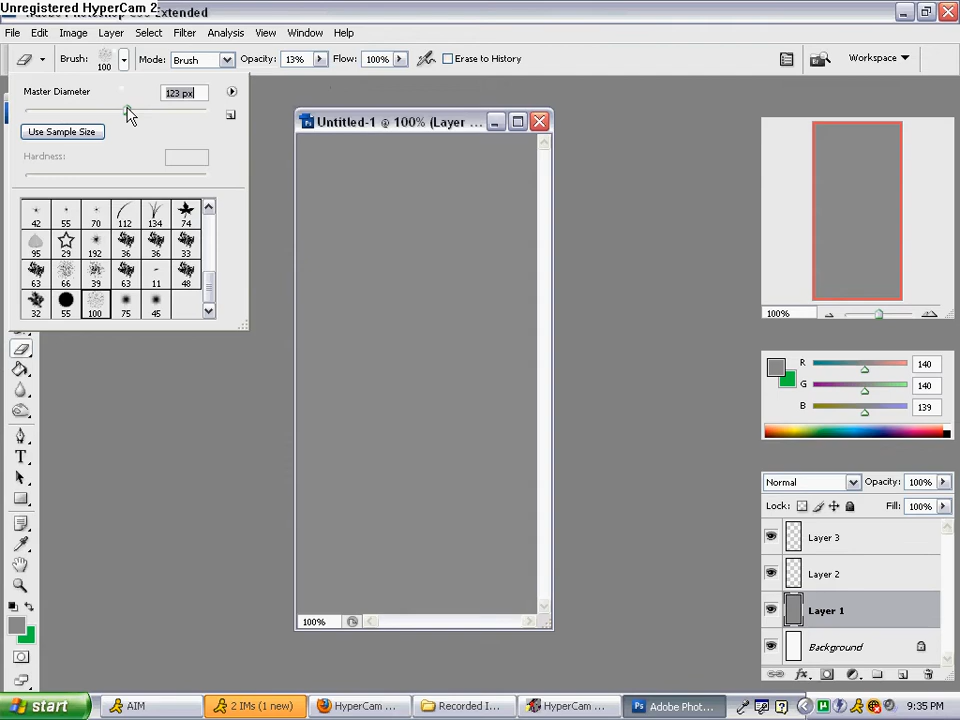 Unregistered HyperCam 2
Extended
File Edit Image Layer Select Filter Analysis View Window Help
Brush: 100 Mode: Brush Opacity: 13% Flow: 100% Erase to History Workspace
Master Diameter 123 px
Use Sample Size
Hardness:
42 55 70 112 134 74
95 29 192 36 36 33
63 66 39 63 11 48
32 55 100 75 45
Untitled-1 @ 100% (Layer ...
100%
100%
R 140
G 140
B 139
Normal Opacity: 100%
Lock: Fill: 100%
Layer 3
Layer 2
Layer 1
Background
T
start AIM 2 IMs (1 new) HyperCam ... Recorded I... HyperCam ... Adobe Phot... 9:35 PM